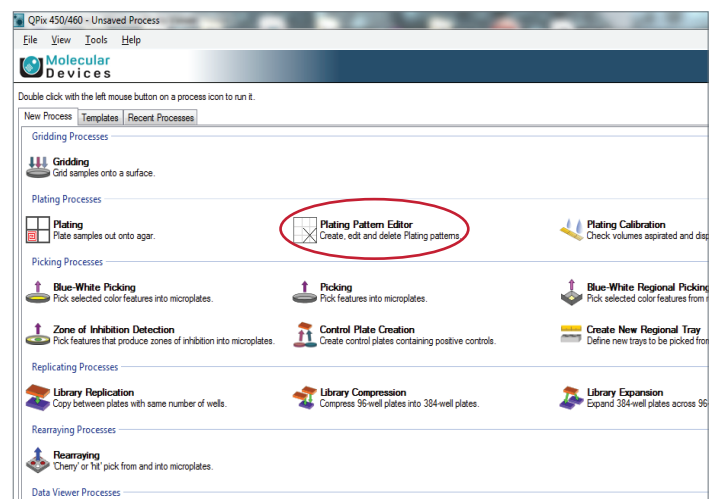 QPix 450/460 - Unsaved Process
File View Tools Help
Molecular
Devices
Double click with the left mouse button on a process icon to run it.
New Process Templates Recent Processes
Gridding Processes
Gridding
Grid samples onto a surface.
Plating Processes
Plating
Plate samples out onto agar.
Plating Pattern Editor
Create, edit and delete Plating patterns.
Plating Calibration
Check volumes aspirated and disp
Picking Processes
Blue-White Picking
Pick selected color features into microplates.
Picking
Pick features into microplates.
Blue-White Regional Picking
Pick selected color features from r
Zone of Inhibition Detection
Pick features that produce zones of inhibition into microplates.
Control Plate Creation
Create control plates containing positive controls.
Create New Regional Tray
Define new trays to be picked from
Replicating Processes
Library Replication
Copy between plates with same number of wells.
Library Compression
Compress 96-well plates into 384-well plates.
Library Expansion
Expand 384-well plates across 96-
Rearraying Processes
Rearraying
'Cherry' or 'hit' pick from and into microplates.
Data Viewer Processes